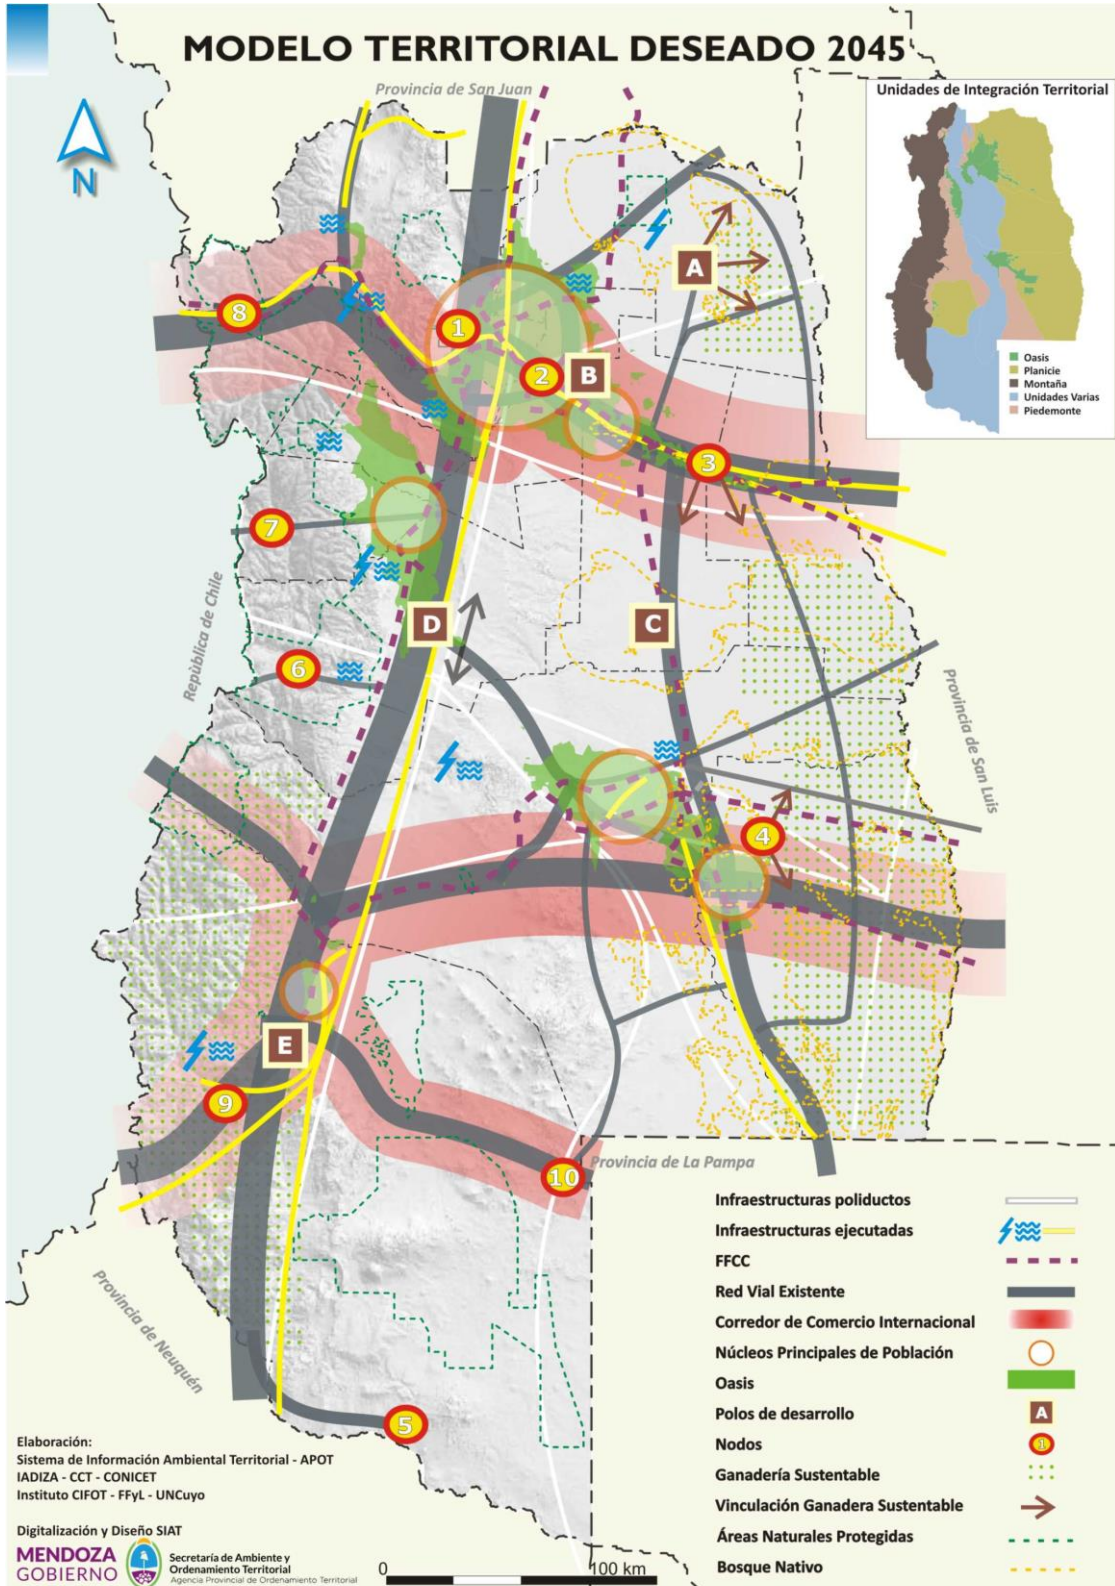 MODELO TERRITORIAL DESEADO 2045
Provincia de San Juan
Unidades de Integración Territorial
Oasis
Planicie
Montaña
Unidades Varias
Piedemonte
N
A
8
1
2
B
3
7
República de Chile
D
C
6
Provincia de San Luis
4
E
9
10
Provincia de La Pampa
Provincia de Neuquén
5
Infraestructuras poliductos
Infraestructuras ejecutadas
FFCC
Red Vial Existente
Corredor de Comercio Internacional
Núcleos Principales de Población
Oasis
Polos de desarrollo A
Nodos 1
Ganadería Sustentable
Vinculación Ganadera Sustentable
Áreas Naturales Protegidas
Bosque Nativo
Elaboración:
Sistema de Información Ambiental Territorial - APOT
IADIZA - CCT - CONICET
Instituto CIFOT - FFyL - UNCuyo
Digitalización y Diseño SIAT
MENDOZA
GOBIERNO
Secretaría de Ambiente y
Ordenamiento Territorial
Agencia Provincial de Ordenamiento Territorial
0 100 km